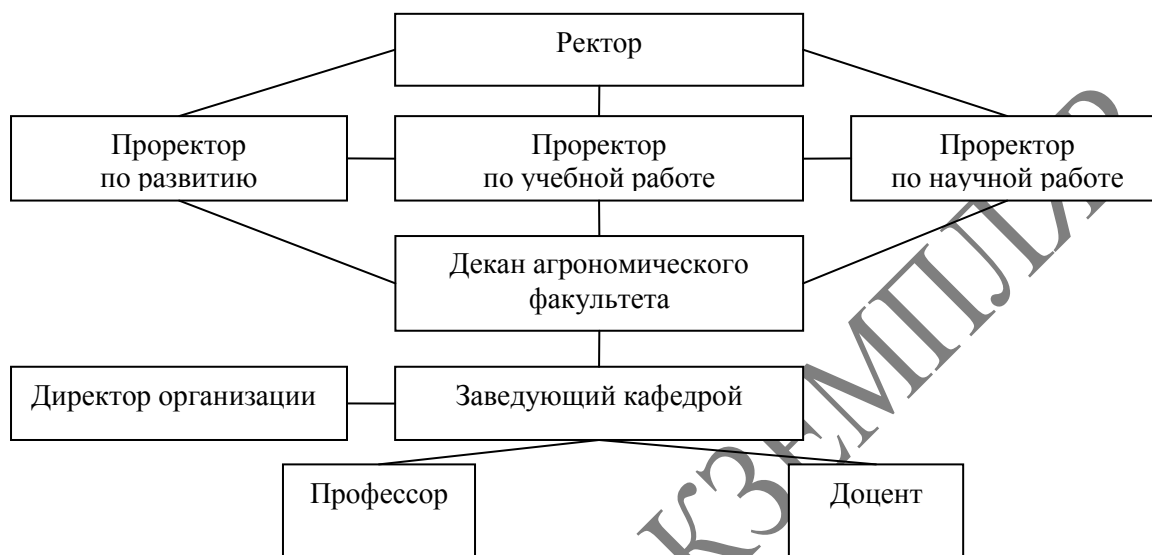 Ректор
Проректор
по развитию
Проректор
по учебной работе
Проректор
по научной работе
Декан агрономического
факультета
Директор организации
Заведующий кафедрой
Профессор
Доцент
КЗЕМПЛЯР